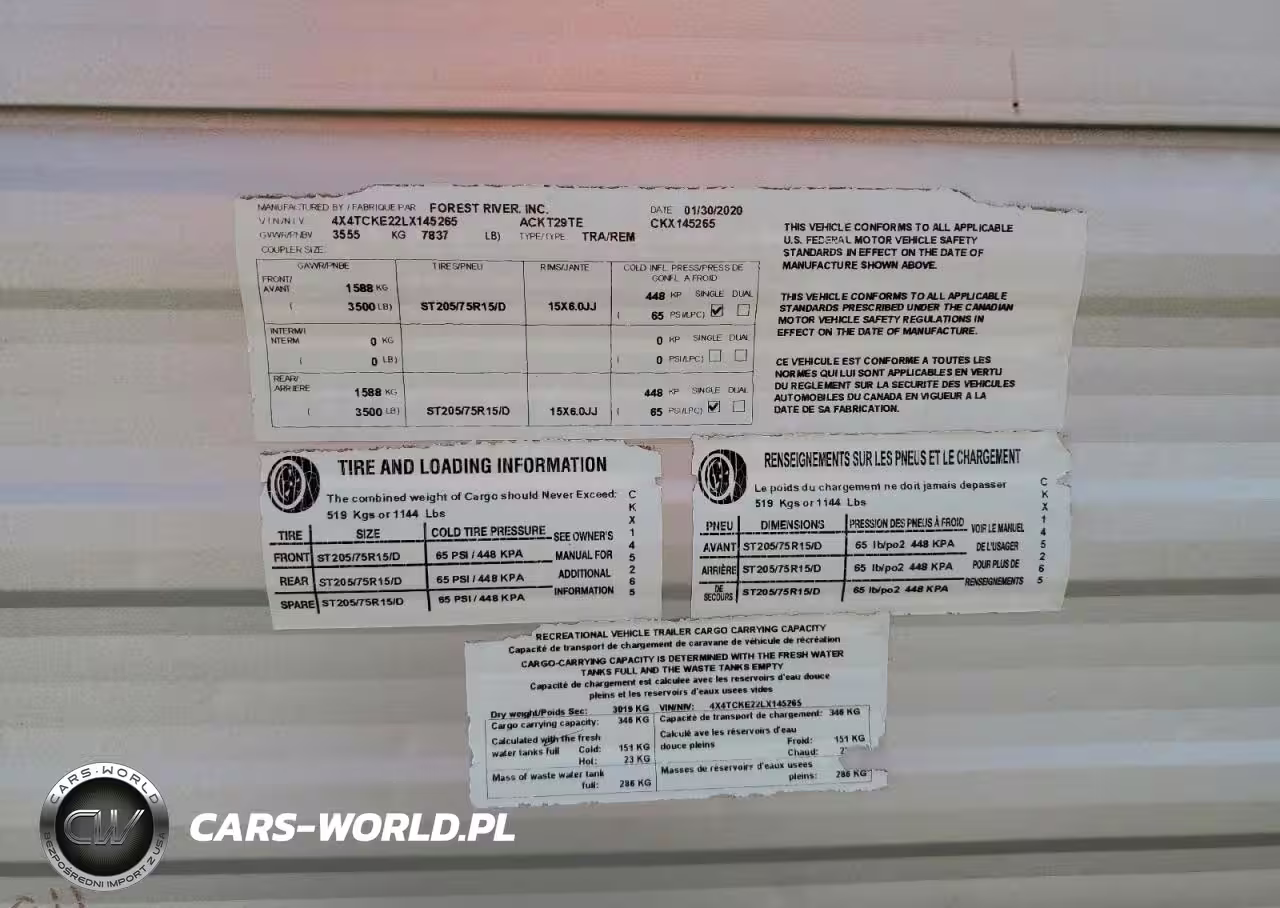 MANUFACTURED BY / FABRIQUE PAR FOREST RIVER, INC. DATE 01/30/2020
V I N / N I V 4X4TCKE22LX145265 ACKT29TE CKX145265
GVWR/PNBV 3555 KG 7837 LB) TYPE/TYPE TRA/REM
COUPLER SIZE:
GAWR/PNBE TIRES/PNEU RIMS/JANTE COLD INFL. PRESS/PRESS DE GONFL. A FROID
FRONT/ AVANT 1588 KG 448 KP SINGLE DUAL
( 3500 LB) ST205/75R15/D 15X6.0JJ ( 65 PSI/LPC)
INTERM/ INTERM 0 KG 0 KP SINGLE DUAL
( 0 LB) ( 0 PSI/LPC)
REAR/ ARRIERE 1588 KG 448 KP SINGLE DUAL
( 3500 LB) ST205/75R15/D 15X6.0JJ ( 65 PSI/LPC)
THIS VEHICLE CONFORMS TO ALL APPLICABLE
U.S. FEDERAL MOTOR VEHICLE SAFETY
STANDARDS IN EFFECT ON THE DATE OF
MANUFACTURE SHOWN ABOVE.
THIS VEHICLE CONFORMS TO ALL APPLICABLE
STANDARDS PRESCRIBED UNDER THE CANADIAN
MOTOR VEHICLE SAFETY REGULATIONS IN
EFFECT ON THE DATE OF MANUFACTURE.
CE VEHICULE EST CONFORME A TOUTES LES
NORMES QUI LUI SONT APPLICABLES EN VERTU
DU REGLEMENT SUR LA SECURITE DES VEHICULES
AUTOMOBILES DU CANADA EN VIGUEUR A LA
DATE DE SA FABRICATION.
TIRE AND LOADING INFORMATION
The combined weight of Cargo should Never Exceed:
519 Kgs or 1144 Lbs
TIRE SIZE COLD TIRE PRESSURE
FRONT ST205/75R15/D 65 PSI / 448 KPA
REAR ST205/75R15/D 65 PSI / 448 KPA
SPARE ST205/75R15/D 65 PSI / 448 KPA
SEE OWNER'S
MANUAL FOR
ADDITIONAL
INFORMATION
CKX145265
RENSEIGNEMENTS SUR LES PNEUS ET LE CHARGEMENT
Le poids du chargement ne doit jamais depasser
519 Kgs or 1144 Lbs
PNEU DIMENSIONS PRESSION DES PNEUS À FROID
AVANT ST205/75R15/D 65 lb/po2 448 KPA
ARRIÈRE ST205/75R15/D 65 lb/po2 448 KPA
DE SECOURS ST205/75R15/D 65 lb/po2 448 KPA
VOIR LE MANUEL
DE L'USAGER
POUR PLUS DE
RENSEIGNEMENTS
CKX145265
RECREATIONAL VEHICLE TRAILER CARGO CARRYING CAPACITY
Capacité de transport de chargement de caravane de véhicule de récréation
CARGO-CARRYING CAPACITY IS DETERMINED WITH THE FRESH WATER
TANKS FULL AND THE WASTE TANKS EMPTY
Capacité de chargement est calculee avec les reservoirs d'eau douce
pleins et les reservoirs d'eaux usees vides
Dry weight/Poids Sec: 3019 KG VIN/NIV: 4X4TCKE22LX145265
Cargo carrying capacity: 346 KG Capacité de transport de chargement: 346 KG
Calculated with the fresh
water tanks full Cold: 151 KG
Hot: 23 KG
Calculé ave les réservoirs d'eau
douce pleins Froid: 151 KG
Chaud: 2
Mass of waste water tank
full: 286 KG
Masses de réservoirs d'eaux usees
pleins: 286 KG
CARS-WORLD
CW
BEZPOŚREDNI IMPORT Z USA
CARS-WORLD.PL